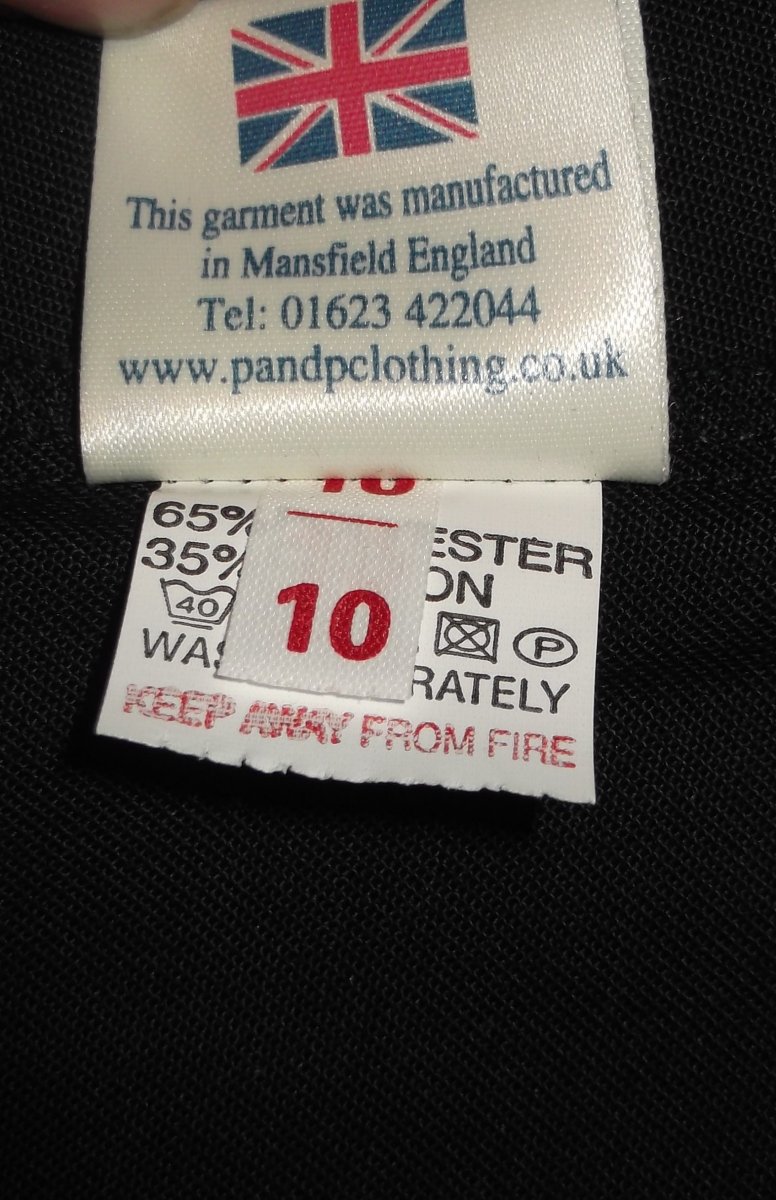 This garment was manufactured
in Mansfield England
Tel: 01623 422044
www.pandpclothing.co.uk
10
10
65%
ESTER
35%
ON
40
P
WAS
RATELY
KEEP AWAY FROM FIRE